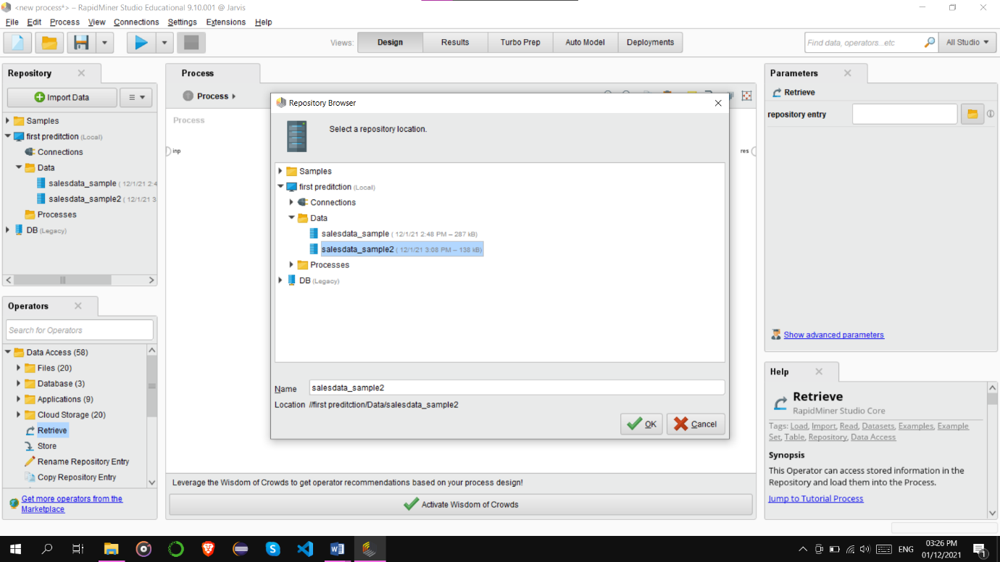 <new process*> – RapidMiner Studio Educational 9.10.001 @ Jarvis
File Edit Process View Connections Settings Extensions Help
Views: Design Results Turbo Prep Auto Model Deployments
Find data, operators...etc
All Studio
Repository
Import Data
Samples
first preditction (Local)
Connections
Data
salesdata_sample ( 12/1/21 2:4
salesdata_sample2 ( 12/1/21 3
Processes
DB (Legacy)
Operators
Search for Operators
Data Access (58)
Files (20)
Database (3)
Applications (9)
Cloud Storage (20)
Retrieve
Store
Rename Repository Entry
Copy Repository Entry
Get more operators from the
Marketplace
Process
Process
Process
inp
res
Repository Browser
Select a repository location.
Samples
first preditction (Local)
Connections
Data
salesdata_sample ( 12/1/21 2:48 PM – 287 kB)
salesdata_sample2 ( 12/1/21 3:08 PM – 138 kB)
Processes
DB (Legacy)
Name salesdata_sample2
Location //first preditction/Data/salesdata_sample2
OK Cancel
Leverage the Wisdom of Crowds to get operator recommendations based on your process design!
Activate Wisdom of Crowds
Parameters
Retrieve
repository entry
Show advanced parameters
Help
Retrieve
RapidMiner Studio Core
Tags: Load, Import, Read, Datasets, Examples, Example
Set, Table, Repository, Data Access
Synopsis
This Operator can access stored information in the
Repository and load them into the Process.
Jump to Tutorial Process
ENG
03:26 PM
01/12/2021
1